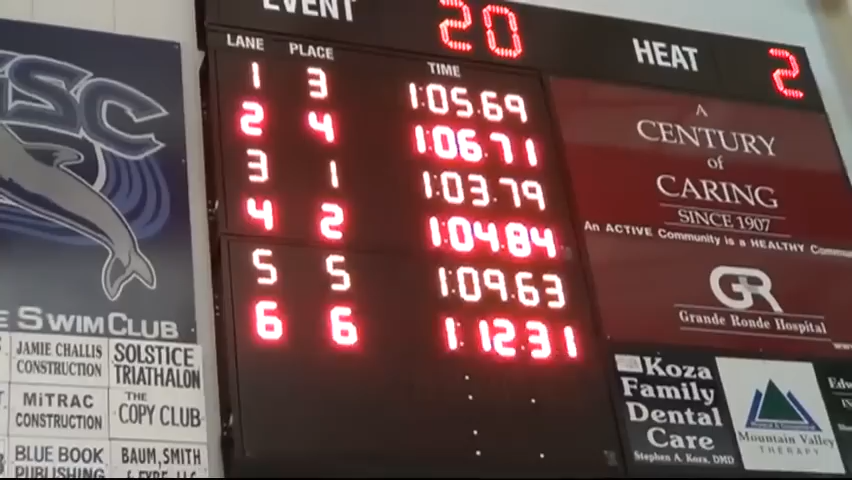 EVENT 20 HEAT 2
LANE PLACE TIME
1 3 1:05.69
2 4 1:06.71
3 1 1:03.79
4 2 1:04.84
5 5 1:09.63
6 6 1:12.31
SC
SWIM CLUB
JAMIE CHALLIS
CONSTRUCTION
SOLSTICE
TRIATHALON
MITRAC
CONSTRUCTION
THE
COPY CLUB
BLUE BOOK
PUBLISHING
BAUM, SMITH
& EYRE, LLC
A
CENTURY
of
CARING
SINCE 1907
An ACTIVE Community is a HEALTHY
GR
Grande Ronde Hospital
Koza
Family
Dental
Care
Stephen A. Koza, DMD
Mountain Valley
THERAPY